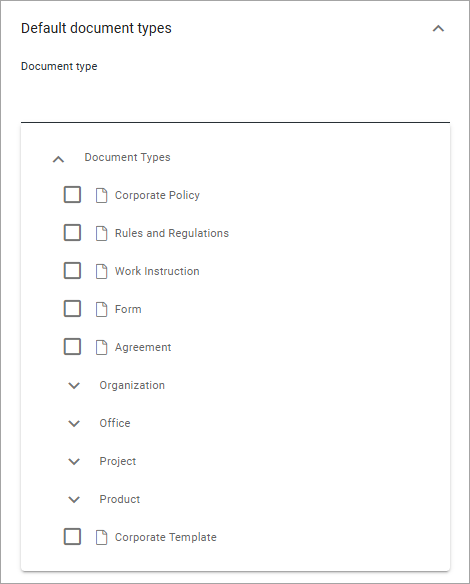 Default document types
Document type
Document Types
Corporate Policy
Rules and Regulations
Work Instruction
Form
Agreement
Organization
Office
Project
Product
Corporate Template